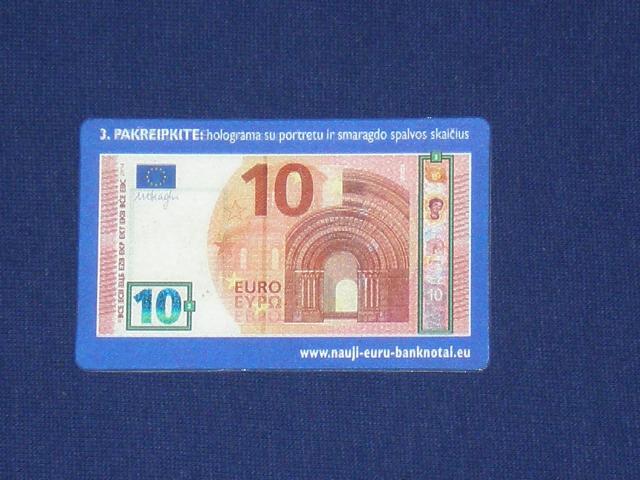 3. PAKREIPKITE: holograma su portretu ir smaragdo spalvos skaičius
10
EURO
ΕΥΡΩ
ЕВРО
10
10
www.nauji-euru-banknotai.eu